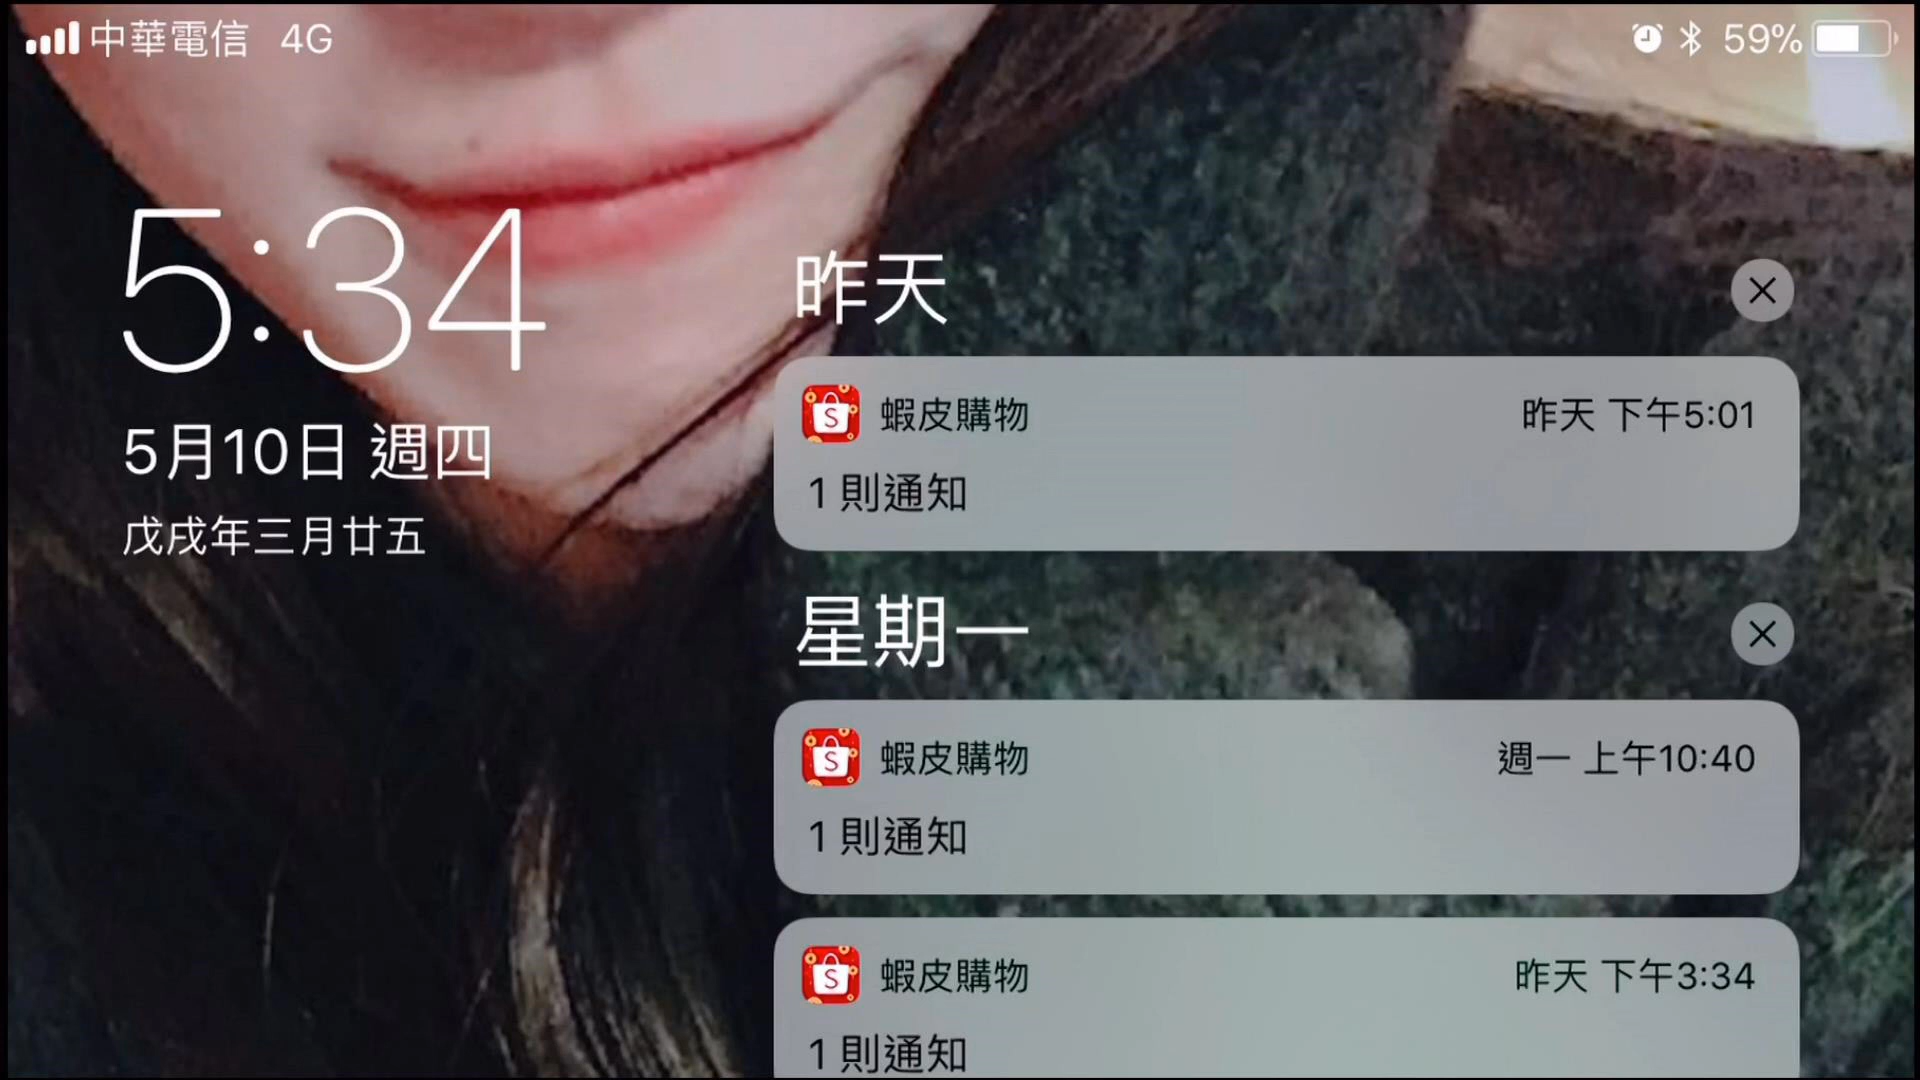 中華電信 4G
59%
5:34
5月10日 週四
戊戌年三月廿五
昨天
蝦皮購物 昨天 下午5:01
1 則通知
星期一
蝦皮購物 週一 上午10:40
1 則通知
蝦皮購物 昨天 下午3:34
1 則通知